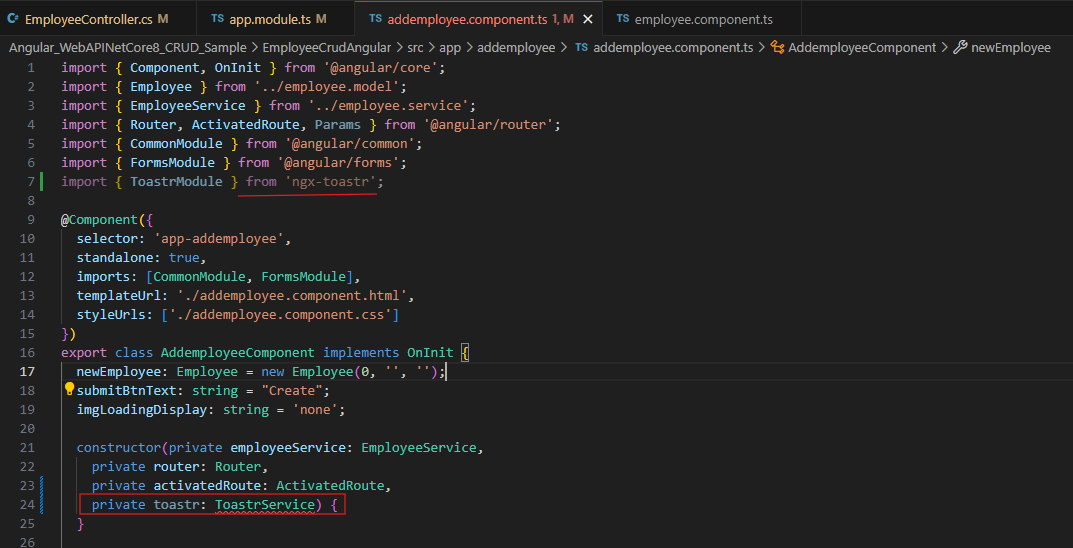 EmployeeController.cs M TS app.module.ts M TS addemployee.component.ts 1, M × TS employee.component.ts
Angular_WebAPINetCore8_CRUD_Sample > EmployeeCrudAngular > src > app > addemployee > TS addemployee.component.ts > AddemployeeComponent > newEmployee
1 import { Component, OnInit } from '@angular/core';
2 import { Employee } from '../employee.model';
3 import { EmployeeService } from '../employee.service';
4 import { Router, ActivatedRoute, Params } from '@angular/router';
5 import { CommonModule } from '@angular/common';
6 import { FormsModule } from '@angular/forms';
7 import { ToastrModule } from 'ngx-toastr';
8
9 @Component({
10 selector: 'app-addemployee',
11 standalone: true,
12 imports: [CommonModule, FormsModule],
13 templateUrl: './addemployee.component.html',
14 styleUrls: ['./addemployee.component.css']
15 })
16 export class AddemployeeComponent implements OnInit {
17 newEmployee: Employee = new Employee(0, '', '');
18 submitBtnText: string = "Create";
19 imgLoadingDisplay: string = 'none';
20
21 constructor(private employeeService: EmployeeService,
22 private router: Router,
23 private activatedRoute: ActivatedRoute,
24 private toastr: ToastrService) {
25 }
26